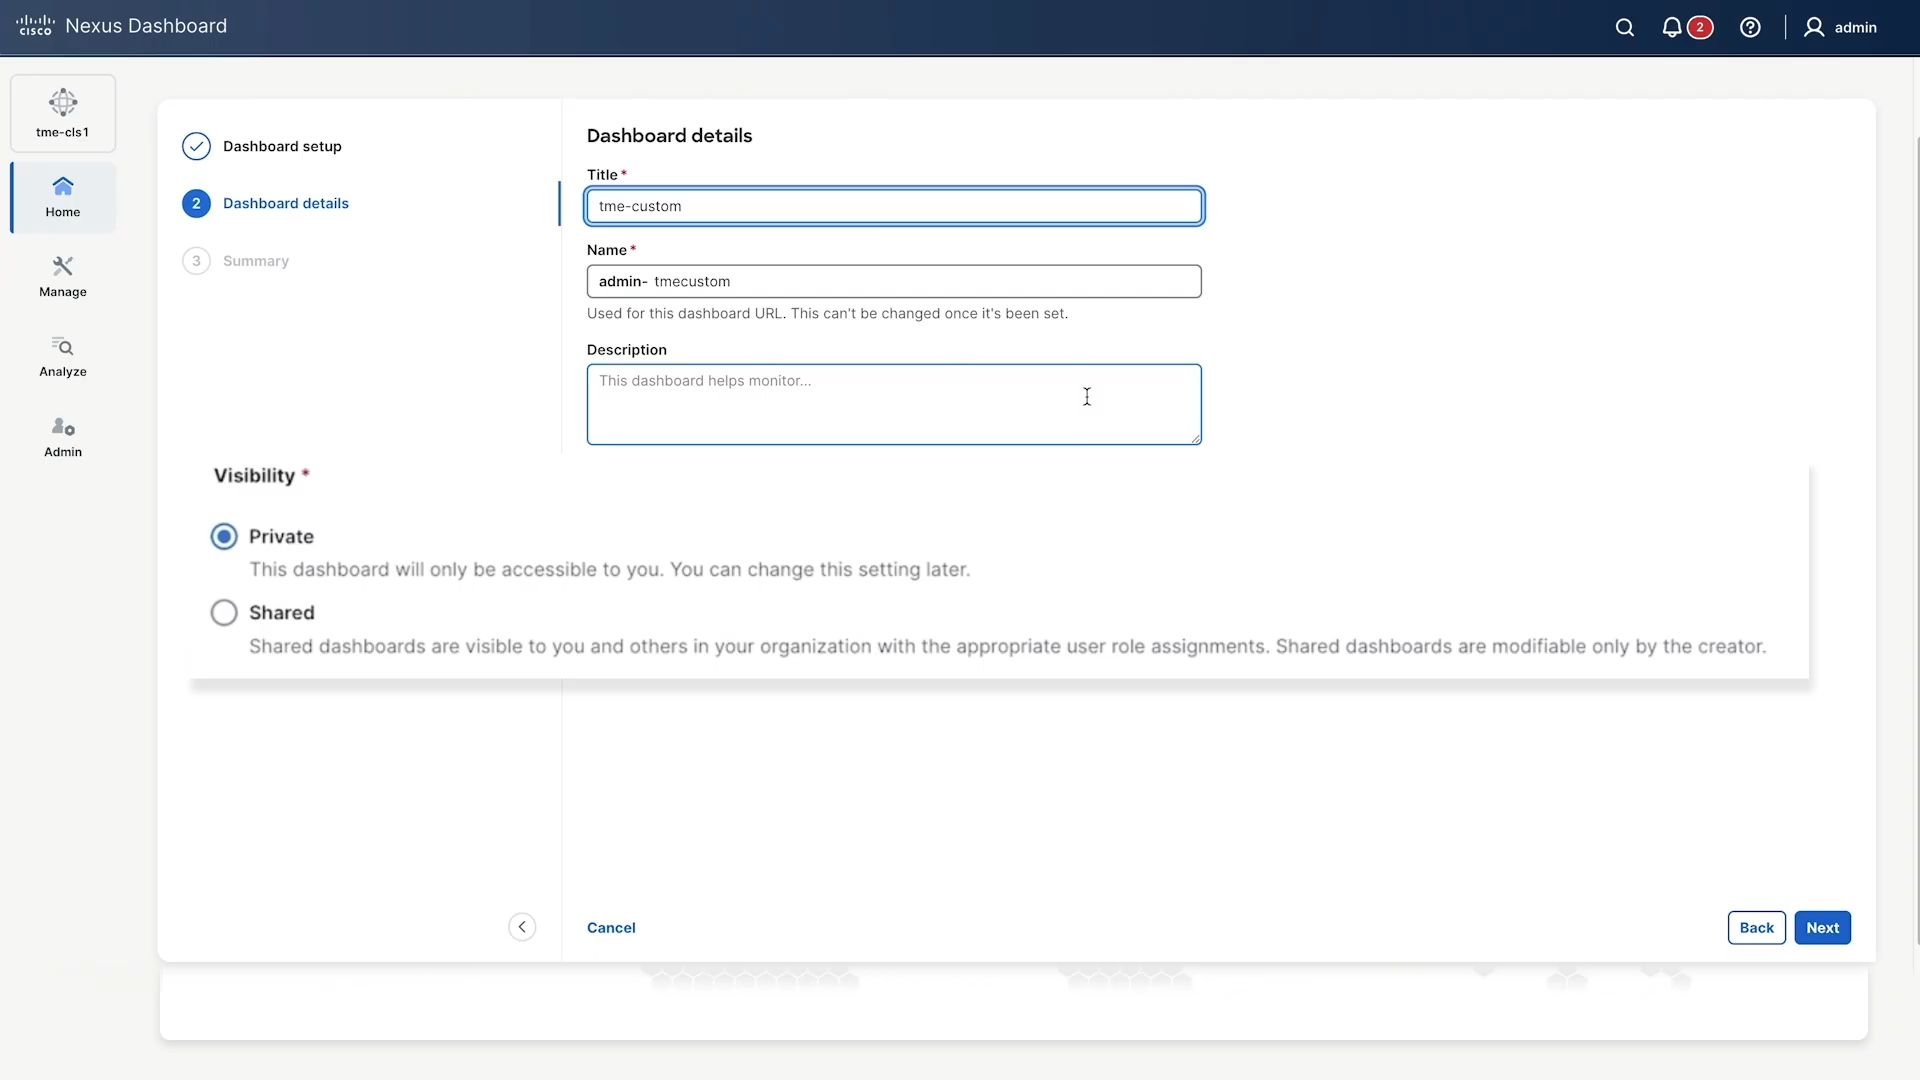 cisco Nexus Dashboard
2
admin
tme-cls1
Home
Manage
Analyze
Admin
Dashboard setup
2 Dashboard details
3 Summary
Dashboard details
Title *
tme-custom
Name *
admin- tmecustom
Used for this dashboard URL. This can't be changed once it's been set.
Description
This dashboard helps monitor...
Visibility *
Private
This dashboard will only be accessible to you. You can change this setting later.
Shared
Shared dashboards are visible to you and others in your organization with the appropriate user role assignments. Shared dashboards are modifiable only by the creator.
Cancel
Back
Next